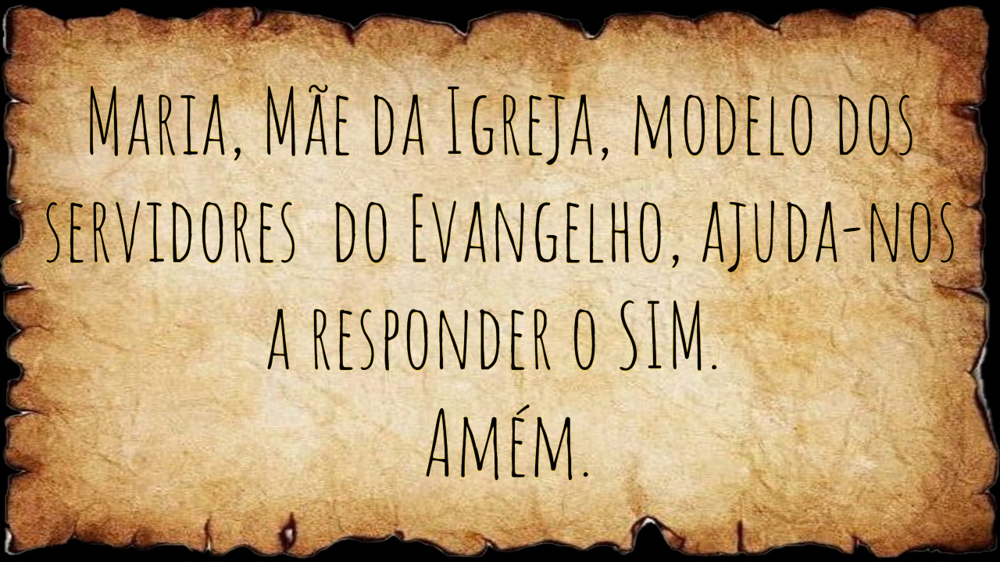 Maria, Mãe da Igreja, modelo dos
servidores do Evangelho, ajuda-nos
a responder o SIM.
Amém.